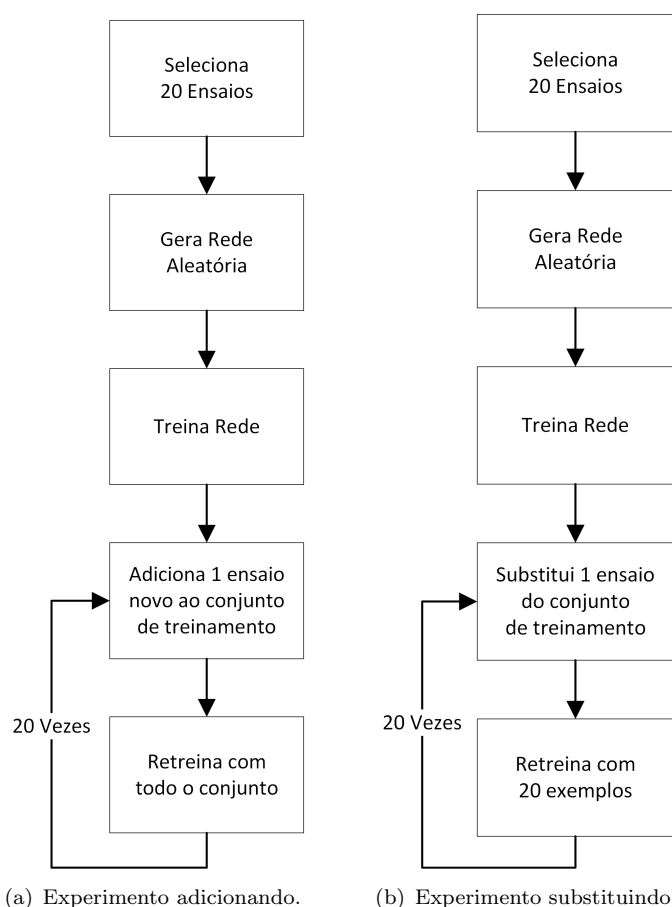 Seleciona
20 Ensaios
Gera Rede
Aleatória
Treina Rede
Adiciona 1 ensaio
novo ao conjunto
de treinamento
20 Vezes
Retreina com
todo o conjunto
(a) Experimento adicionando.
Seleciona
20 Ensaios
Gera Rede
Aleatória
Treina Rede
Substitui 1 ensaio
do conjunto
de treinamento
20 Vezes
Retreina com
20 exemplos
(b) Experimento substituindo